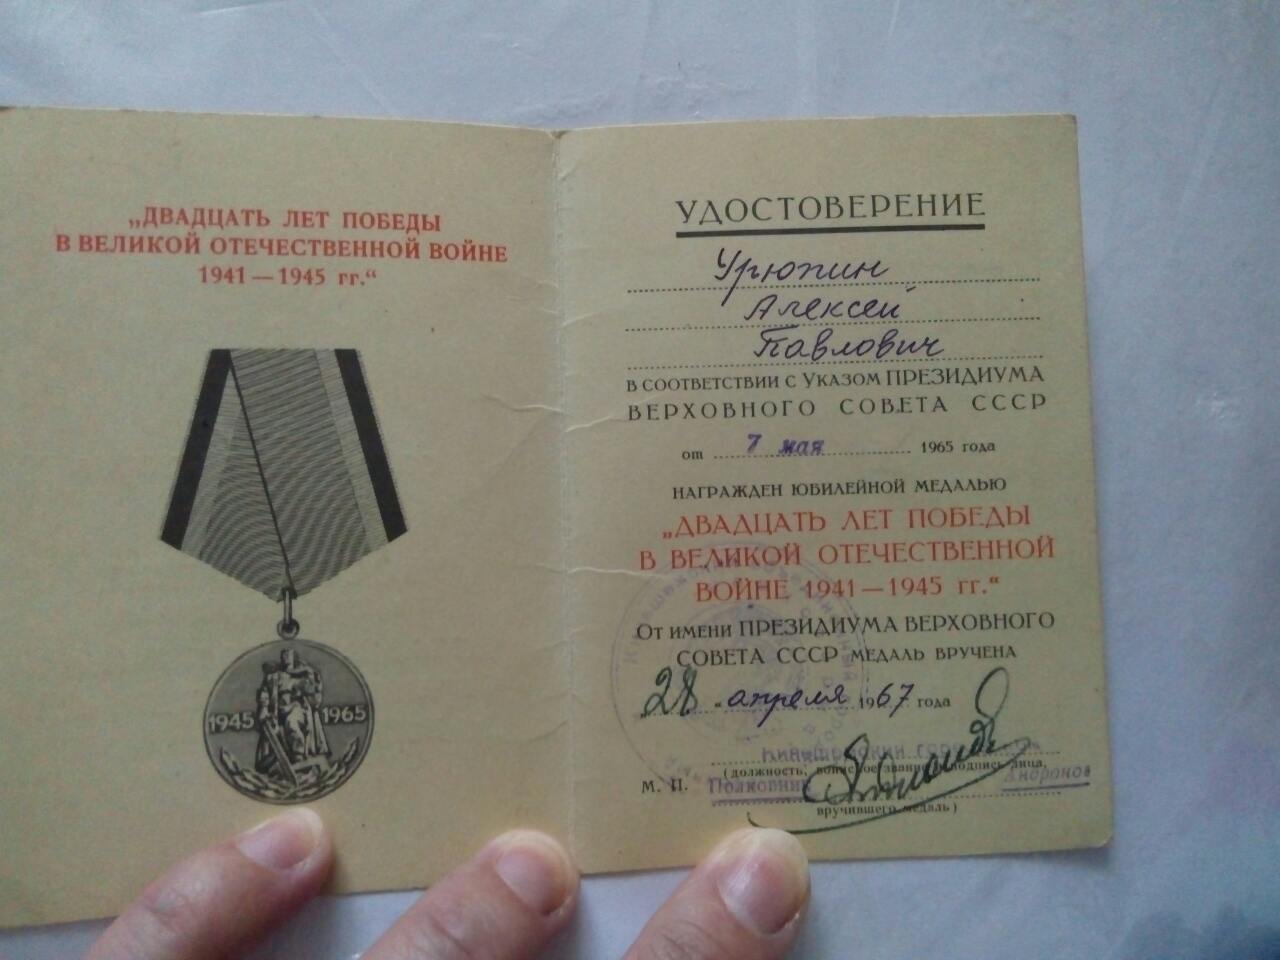 „ДВАДЦАТЬ ЛЕТ ПОБЕДЫ
В ВЕЛИКОЙ ОТЕЧЕСТВЕННОЙ ВОЙНЕ
1941 — 1945 гг.“
1945 1965
УДОСТОВЕРЕНИЕ
Урюпин
Алексей
Павлович
В СООТВЕТСТВИИ С УКАЗОМ ПРЕЗИДИУМА
ВЕРХОВНОГО СОВЕТА СССР
от 7 мая 1965 года
НАГРАЖДЕН ЮБИЛЕЙНОЙ МЕДАЛЬЮ
„ДВАДЦАТЬ ЛЕТ ПОБЕДЫ
В ВЕЛИКОЙ ОТЕЧЕСТВЕННОЙ
ВОЙНЕ 1941 — 1945 гг.“
ОТ ИМЕНИ ПРЕЗИДИУМА ВЕРХОВНОГО
СОВЕТА СССР МЕДАЛЬ ВРУЧЕНА
„28“ апреля 1967 года
(должность, воинское звание и подпись лица,
М. П. Полковник
вручившего медаль)